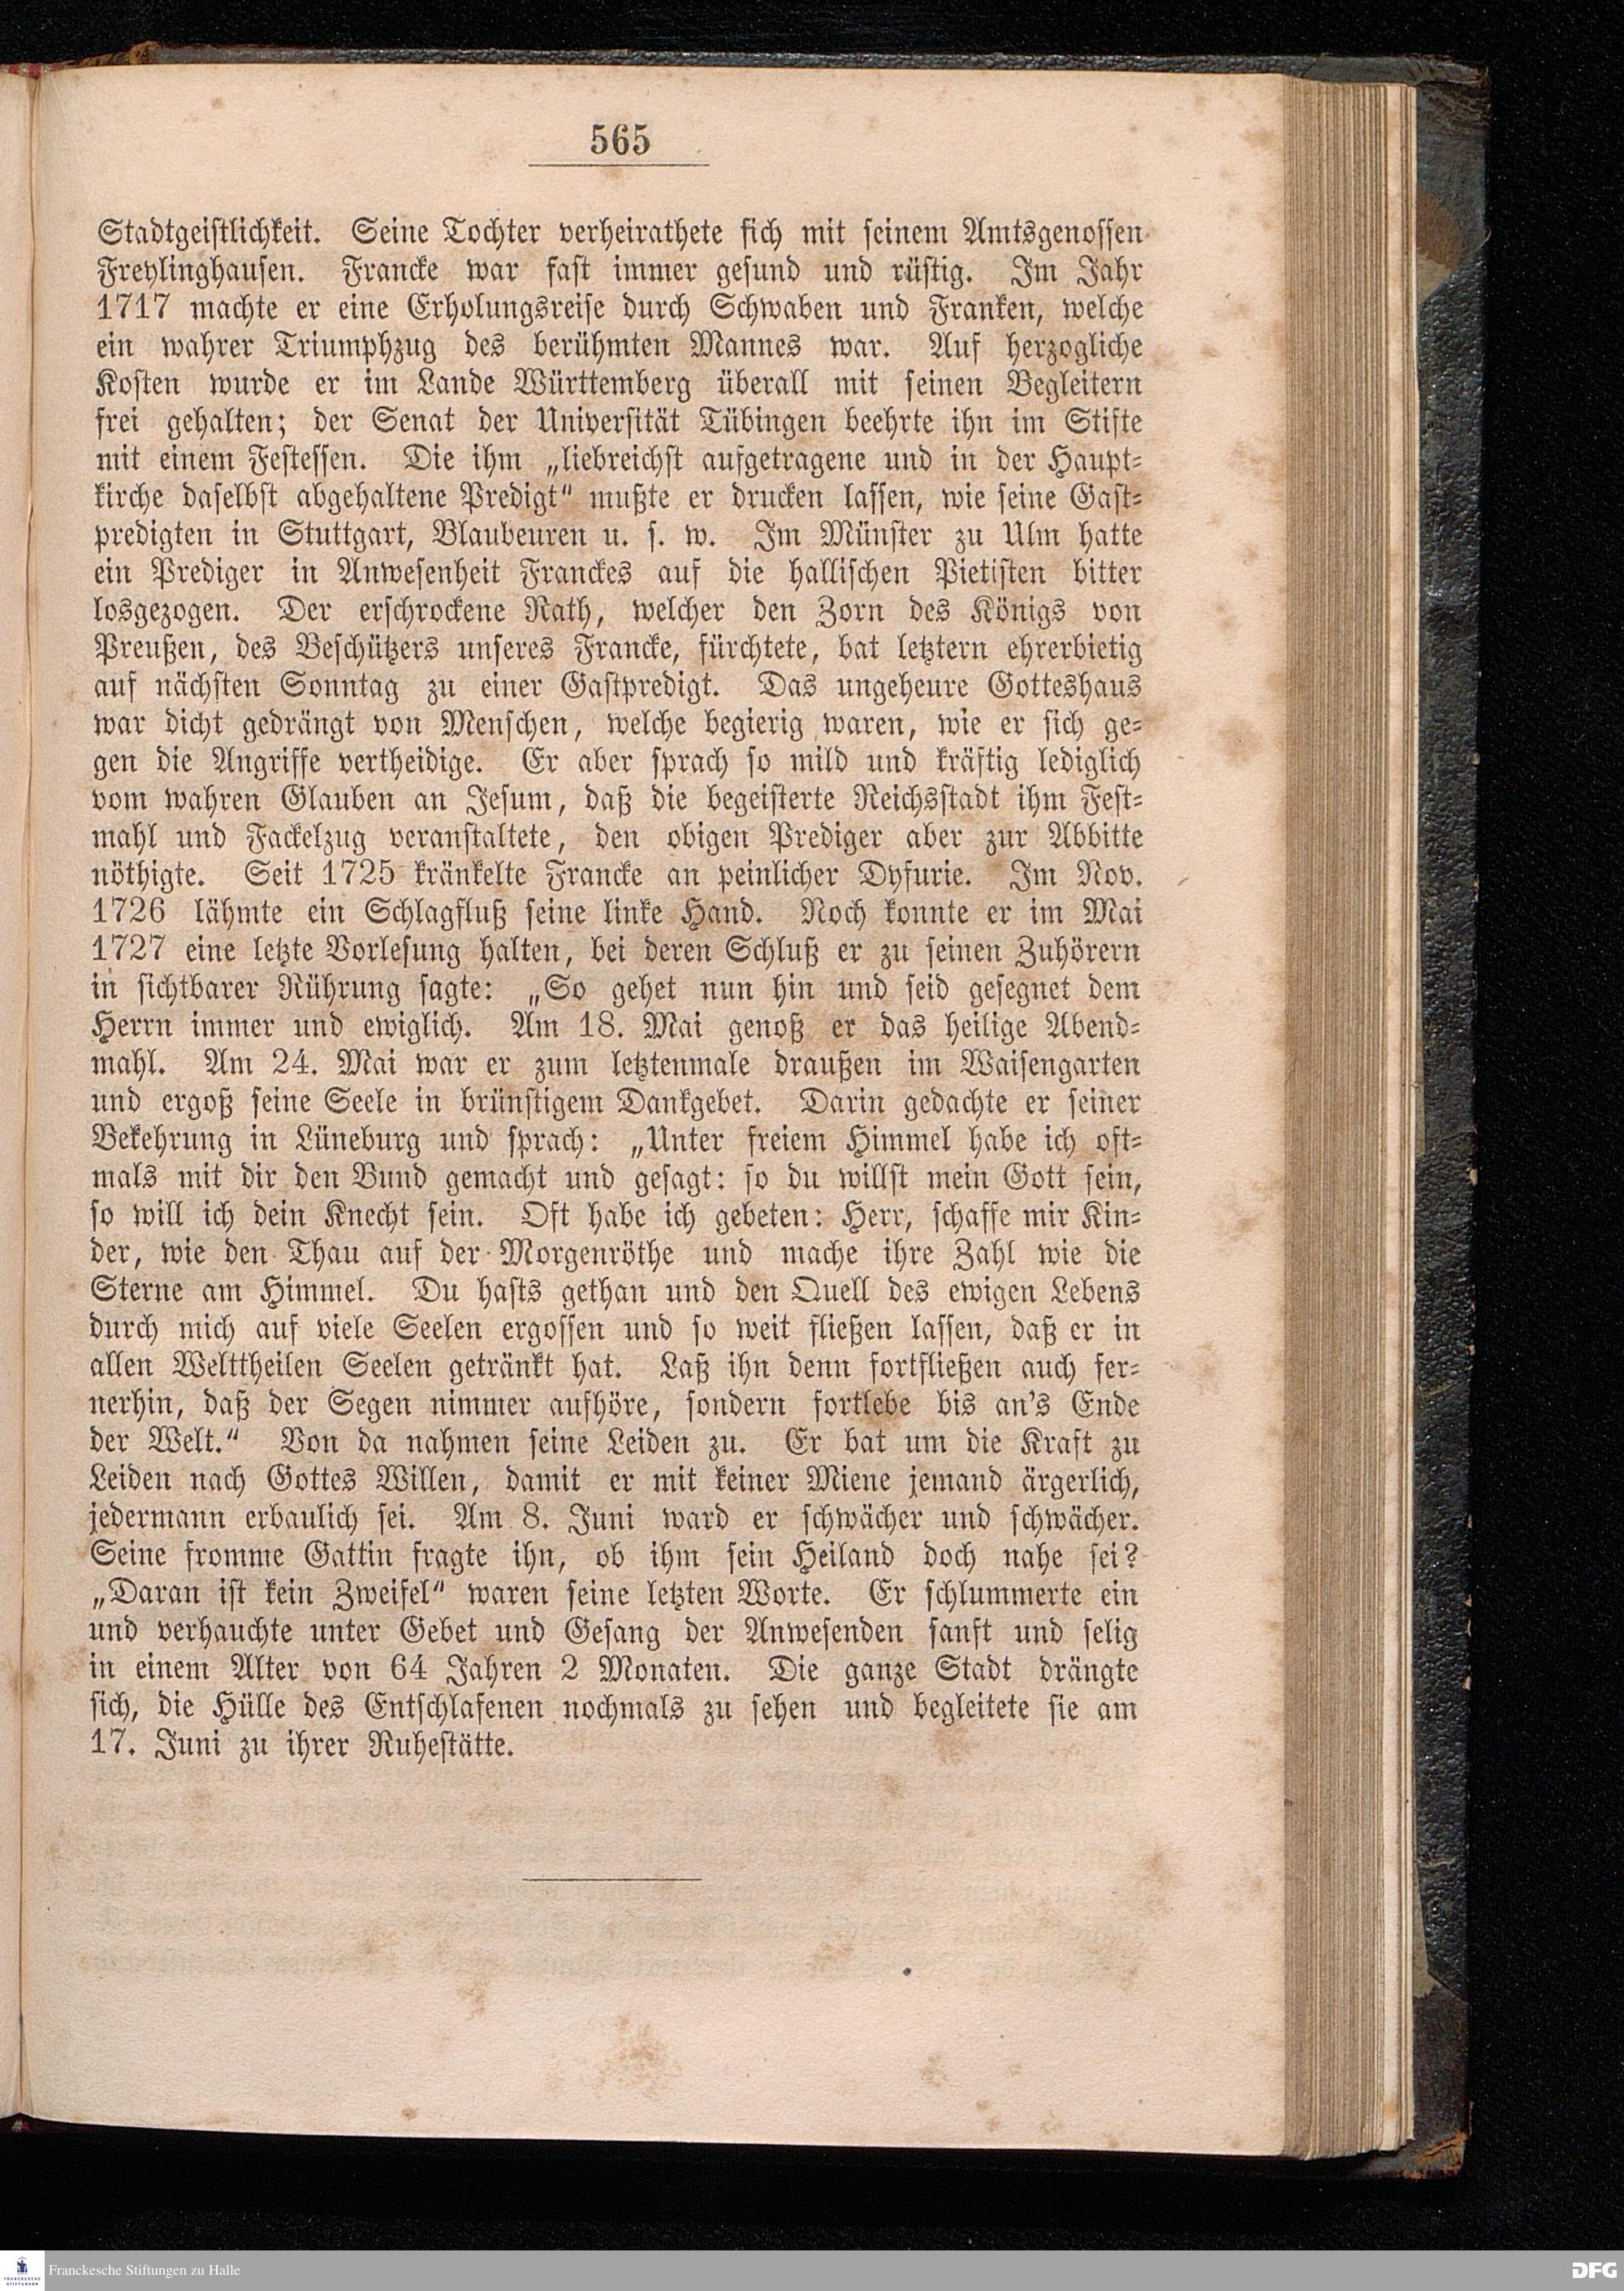 565
Stadtgeistlichkeit. Seine Tochter verheirathete sich mit seinem Amtsgenossen
Freylinghausen. Francke war fast immer gesund und rüstig. Im Jahr
1717 machte er eine Erholungsreise durch Schwaben und Franken, welche
ein wahrer Triumphzug des berühmten Mannes war. Auf herzogliche
Kosten wurde er im Lande Württemberg überall mit seinen Begleitern
frei gehalten; der Senat der Universität Tübingen beehrte ihn im Stifte
mit einem Festessen. Die ihm „liebreichst aufgetragene und in der Haupt-
kirche daselbst abgehaltene Predigt“ mußte er drucken lassen, wie seine Gast-
predigten in Stuttgart, Blaubeuren u. s. w. Im Münster zu Ulm hatte
ein Prediger in Anwesenheit Franckes auf die hallischen Pietisten bitter
losgezogen. Der erschrockene Rath, welcher den Zorn des Königs von
Preußen, des Beschützers unseres Francke, fürchtete, bat letztern ehrerbietig
auf nächsten Sonntag zu einer Gastpredigt. Das ungeheure Gotteshaus
war dicht gedrängt von Menschen, welche begierig waren, wie er sich ge-
gen die Angriffe vertheidige. Er aber sprach so mild und kräftig lediglich
vom wahren Glauben an Jesum, daß die begeisterte Reichsstadt ihm Fest-
mahl und Fackelzug veranstaltete, den obigen Prediger aber zur Abbitte
nöthigte. Seit 1725 kränkelte Francke an peinlicher Dysurie. Im Nov.
1726 lähmte ein Schlagfluß seine linke Hand. Noch konnte er im Mai
1727 eine letzte Vorlesung halten, bei deren Schluß er zu seinen Zuhörern
in sichtbarer Rührung sagte: „So gehet nun hin und seid gesegnet dem
Herrn immer und ewiglich. Am 18. Mai genoß er das heilige Abend-
mahl. Am 24. Mai war er zum letztenmale draußen im Waisengarten
und ergoß seine Seele in brünstigem Dankgebet. Darin gedachte er seiner
Bekehrung in Lüneburg und sprach: „Unter freiem Himmel habe ich oft-
mals mit dir den Bund gemacht und gesagt: so du willst mein Gott sein,
so will ich dein Knecht sein. Oft habe ich gebeten: Herr, schaffe mir Kin-
der, wie den Thau auf der Morgenröthe und mache ihre Zahl wie die
Sterne am Himmel. Du hasts gethan und den Quell des ewigen Lebens
durch mich auf viele Seelen ergossen und so weit fließen lassen, daß er in
allen Welttheilen Seelen getränkt hat. Laß ihn denn fortfließen auch fer-
nerhin, daß der Segen nimmer aufhöre, sondern fortlebe bis an’s Ende
der Welt.“ Von da nahmen seine Leiden zu. Er bat um die Kraft zu
Leiden nach Gottes Willen, damit er mit keiner Miene jemand ärgerlich,
jedermann erbaulich sei. Am 8. Juni ward er schwächer und schwächer.
Seine fromme Gattin fragte ihn, ob ihm sein Heiland doch nahe sei?
„Daran ist kein Zweifel“ waren seine letzten Worte. Er schlummerte ein
und verhauchte unter Gebet und Gesang der Anwesenden sanft und selig
in einem Alter von 64 Jahren 2 Monaten. Die ganze Stadt drängte
sich, die Hülle des Entschlafenen nochmals zu sehen und begleitete sie am
17. Juni zu ihrer Ruhestätte.
FRANCKESCHE
STIFTUNGEN
Franckesche Stiftungen zu Halle
DFG